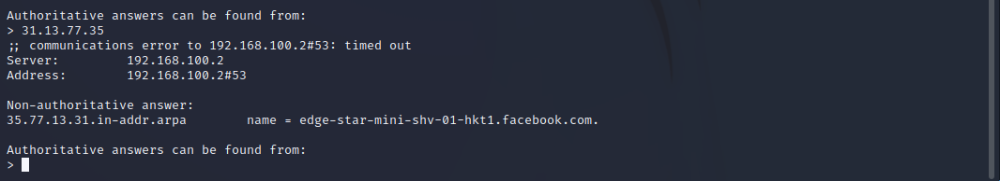 Authoritative answers can be found from:
> 31.13.77.35
;; communications error to 192.168.100.2#53: timed out
Server:         192.168.100.2
Address:        192.168.100.2#53

Non-authoritative answer:
35.77.13.31.in-addr.arpa        name = edge-star-mini-shv-01-hkt1.facebook.com.

Authoritative answers can be found from:
>